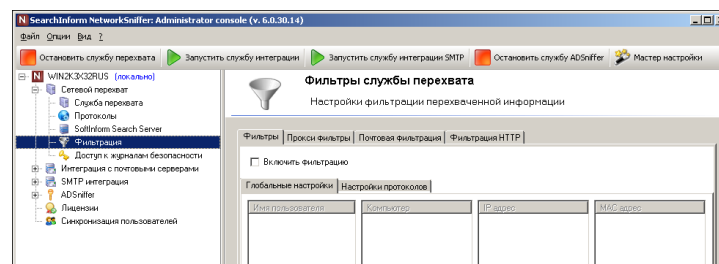 SearchInform NetworkSniffer: Administrator console (v. 6.0.30.14)
Файл Опции Вид ?
Остановить службу перехвата Запустить службу интеграции Запустить службу интеграции SMTP Остановить службу ADSniffer Мастер настройки
WIN2K3X32RUS (локально)
Сетевой перехват
Служба перехвата
Протоколы
SoftInform Search Server
Фильтрация
Доступ к журналам безопасности
Интеграция с почтовыми серверами
SMTP интеграция
ADSniffer
Лицензии
Синхронизация пользователей
Фильтры службы перехвата
Настройки фильтрации перехваченной информации
Фильтры Прокси фильтры Почтовая фильтрация Фильтрация HTTP
Включить фильтрацию
Глобальные настройки Настройки протоколов
Имя пользователя Компьютер IP адрес MAC адрес